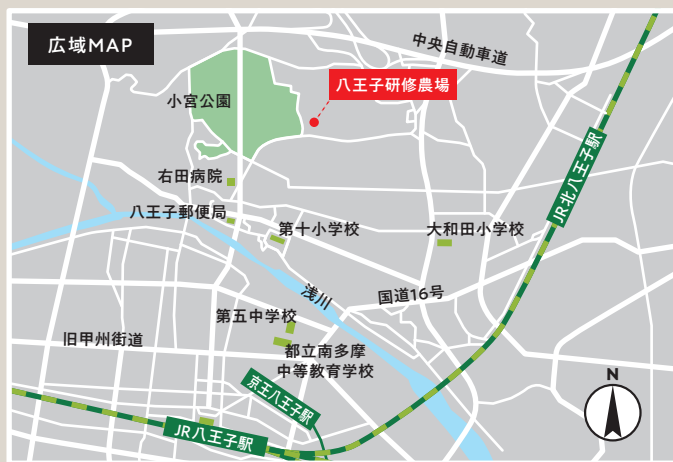 広域MAP
中央自動車道
八王子研修農場
小宮公園
JR北八王子駅
右田病院
八王子郵便局
第十小学校
大和田小学校
浅川
国道16号
第五中学校
旧甲州街道
都立南多摩
中等教育学校
京王八王子駅
JR八王子駅
N